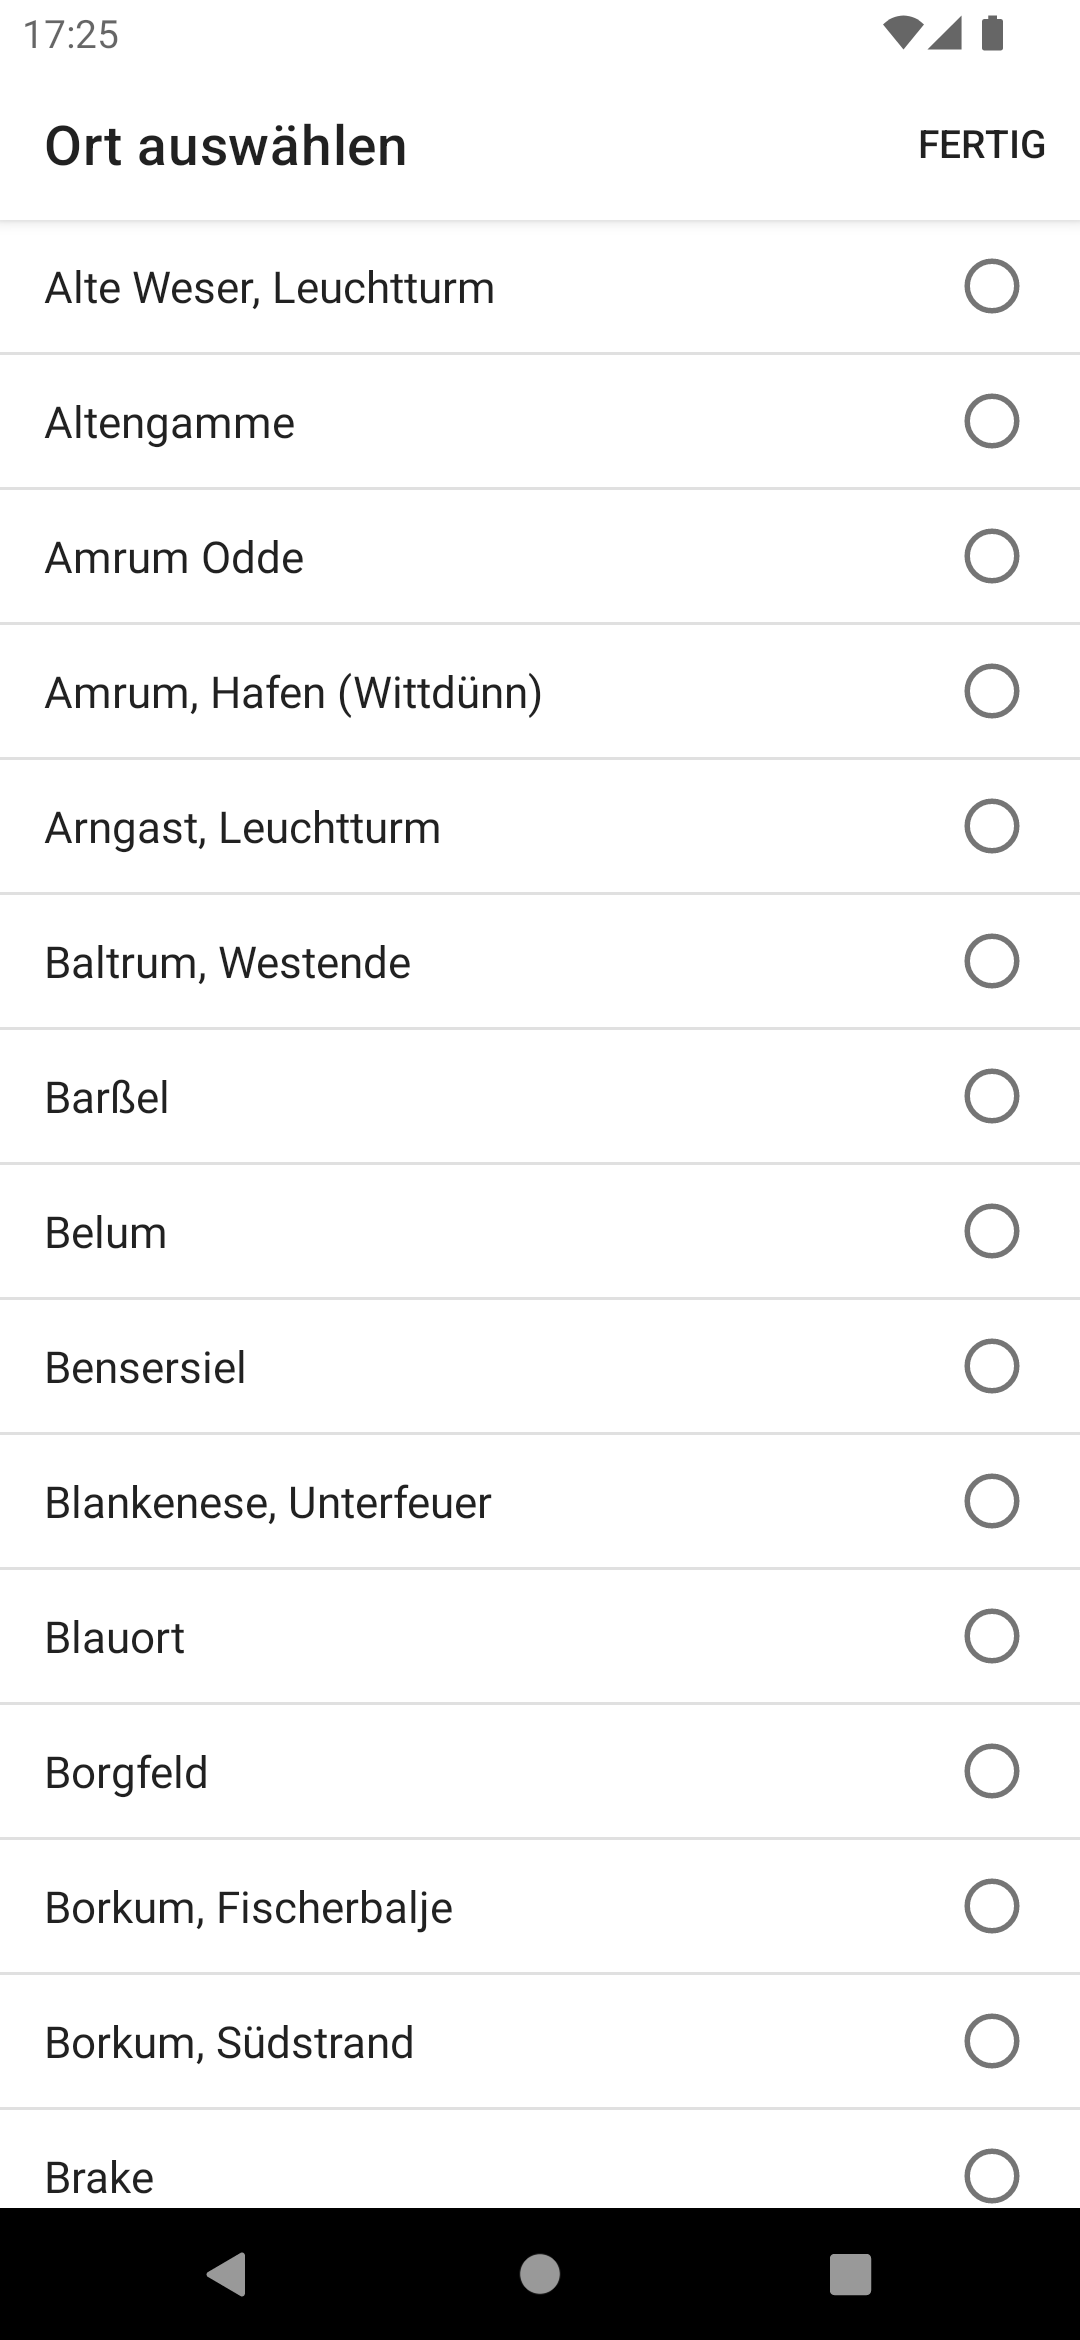 17:25
Ort auswählen
FERTIG
Alte Weser, Leuchtturm
Altengamme
Amrum Odde
Amrum, Hafen (Wittdünn)
Arngast, Leuchtturm
Baltrum, Westende
Barßel
Belum
Bensersiel
Blankenese, Unterfeuer
Blauort
Borgfeld
Borkum, Fischerbalje
Borkum, Südstrand
Brake